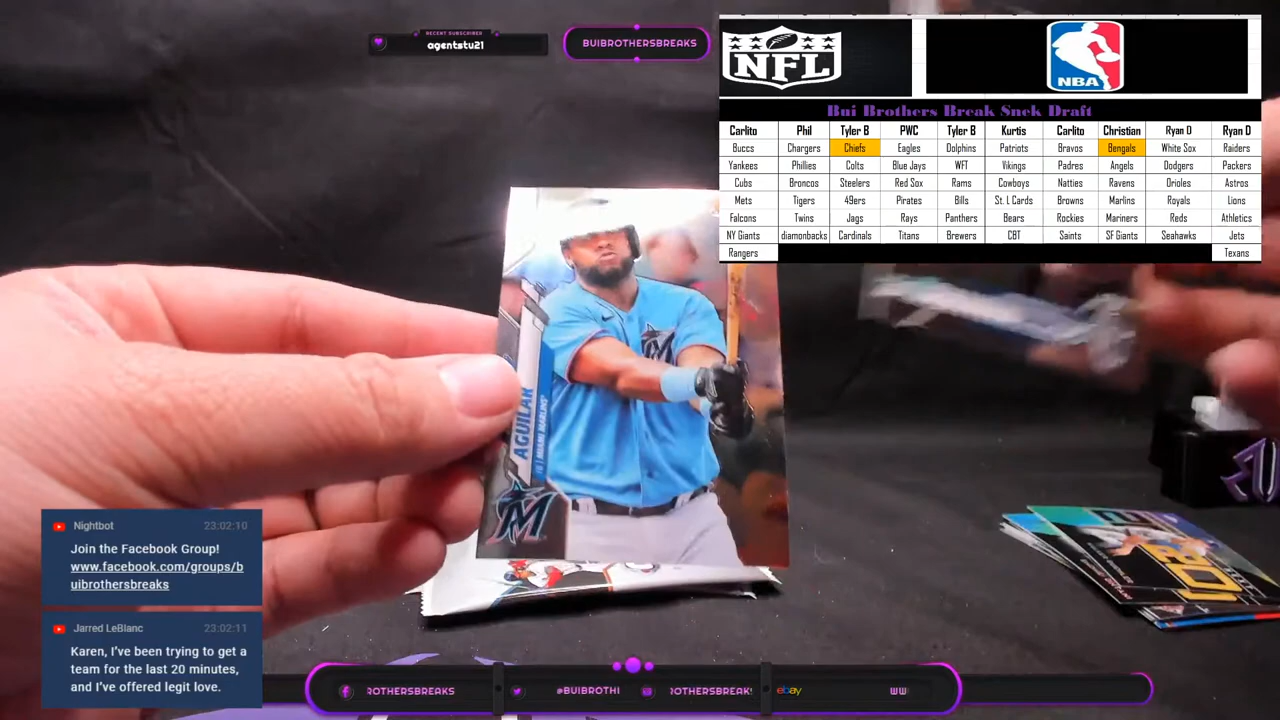 RECENT SUBSCRIBER
agentstu21
BUIBROTHERSBREAKS
NFL
NBA
Bui Brothers Break Snek Draft
Carlito Phil Tyler B PWC Tyler B Kurtis Carlito Christian Ryan D Ryan D
Buccs Chargers Chiefs Eagles Dolphins Patriots Bravos Bengals White Sox Raiders
Yankees Phillies Colts Blue Jays WFT Vikings Padres Angels Dodgers Packers
Cubs Broncos Steelers Red Sox Rams Cowboys Natties Ravens Orioles Astros
Mets Tigers 49ers Pirates Bills St. L Cards Browns Marlins Royals Lions
Falcons Twins Jags Rays Panthers Bears Rockies Mariners Reds Athletics
NY Giants diamonbacks Cardinals Titans Brewers CBT Saints SF Giants Seahawks Jets
Rangers Texans
AGUILAR
MIAMI MARLINS
M
Nightbot 23:02:10
Join the Facebook Group!
www.facebook.com/groups/b
uibrothersbreaks
Jarred LeBlanc 23:02:11
Karen, I've been trying to get a
team for the last 20 minutes,
and I've offered legit love.
ROTHERSBREAKS @BUIBROTHI ROTHERSBREAK! ebay WW